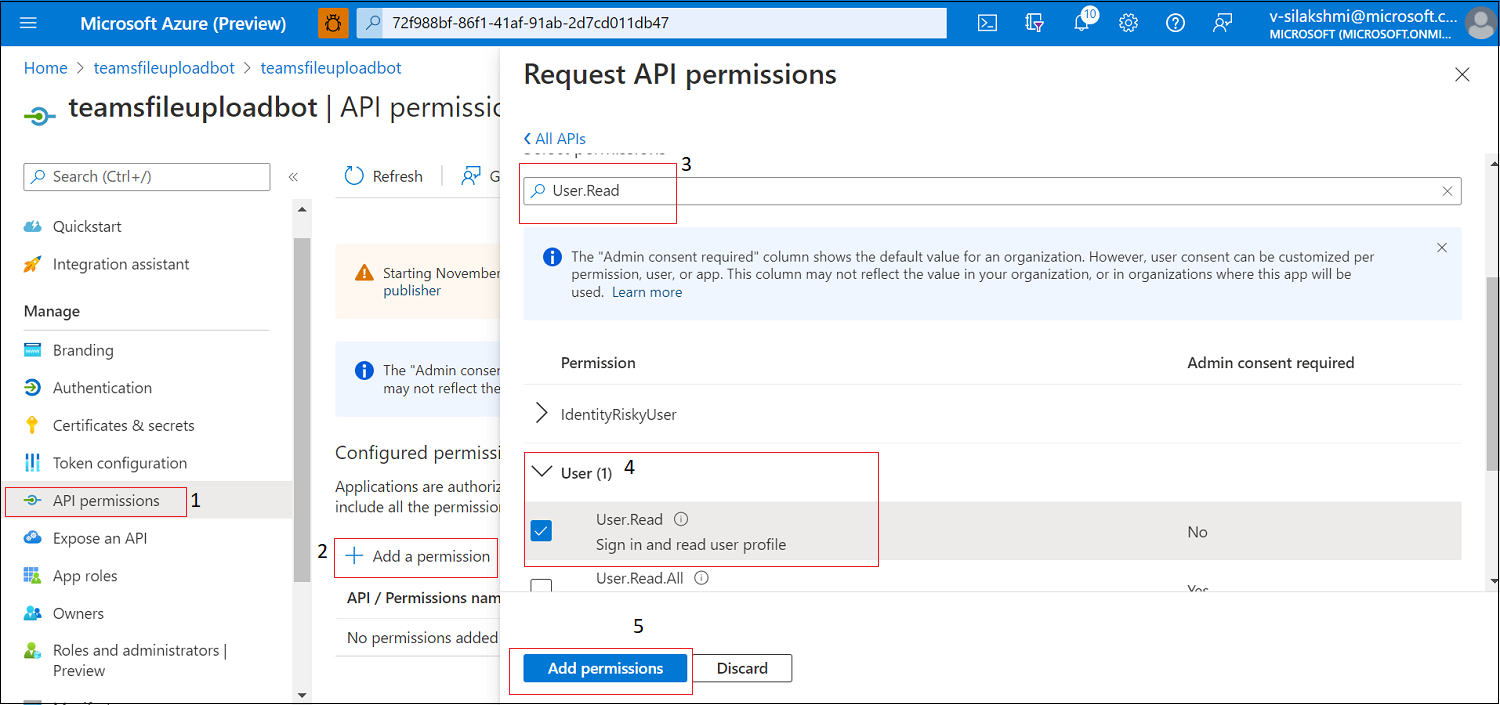 Microsoft Azure (Preview)
72f988bf-86f1-41af-91ab-2d7cd011db47
10
v-silakshmi@microsoft.c...
MICROSOFT (MICROSOFT.ONMI...
Home > teamsfileuploadbot > teamsfileuploadbot
teamsfileuploadbot | API permissio
Search (Ctrl+/)
«
Quickstart
Integration assistant
Manage
Branding
Authentication
Certificates & secrets
Token configuration
API permissions 1
Expose an API
App roles
Owners
Roles and administrators |
Preview
Refresh
G
Starting November
publisher
The "Admin conser
may not reflect the
Configured permissi
Applications are authoriz
include all the permission
2 Add a permission
API / Permissions nam
No permissions added
Request API permissions
All APIs
Select permissions
3
User.Read
The "Admin consent required" column shows the default value for an organization. However, user consent can be customized per
permission, user, or app. This column may not reflect the value in your organization, or in organizations where this app will be
used. Learn more
Permission Admin consent required
IdentityRiskyUser
User (1) 4
User.Read
Sign in and read user profile
No
User.Read.All
Yes
5
Add permissions Discard